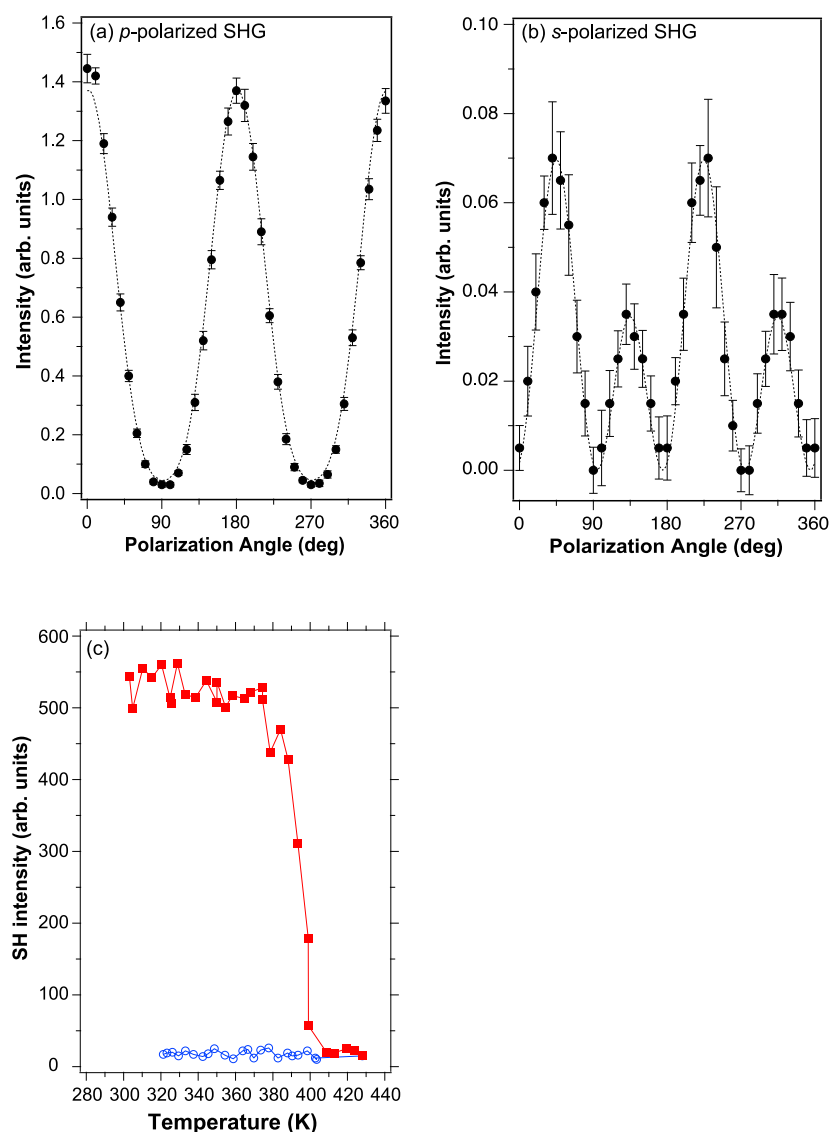 (a) p-polarized SHG
1.6
1.4
1.2
1.0
0.8
0.6
0.4
0.2
0.0
Intensity (arb. units)
0 90 180 270 360
Polarization Angle (deg)
(b) s-polarized SHG
0.10
0.08
0.06
0.04
0.02
0.00
Intensity (arb. units)
0 90 180 270 360
Polarization Angle (deg)
(c)
600
500
400
300
200
100
0
SH intensity (arb. units)
280 300 320 340 360 380 400 420 440
Temperature (K)